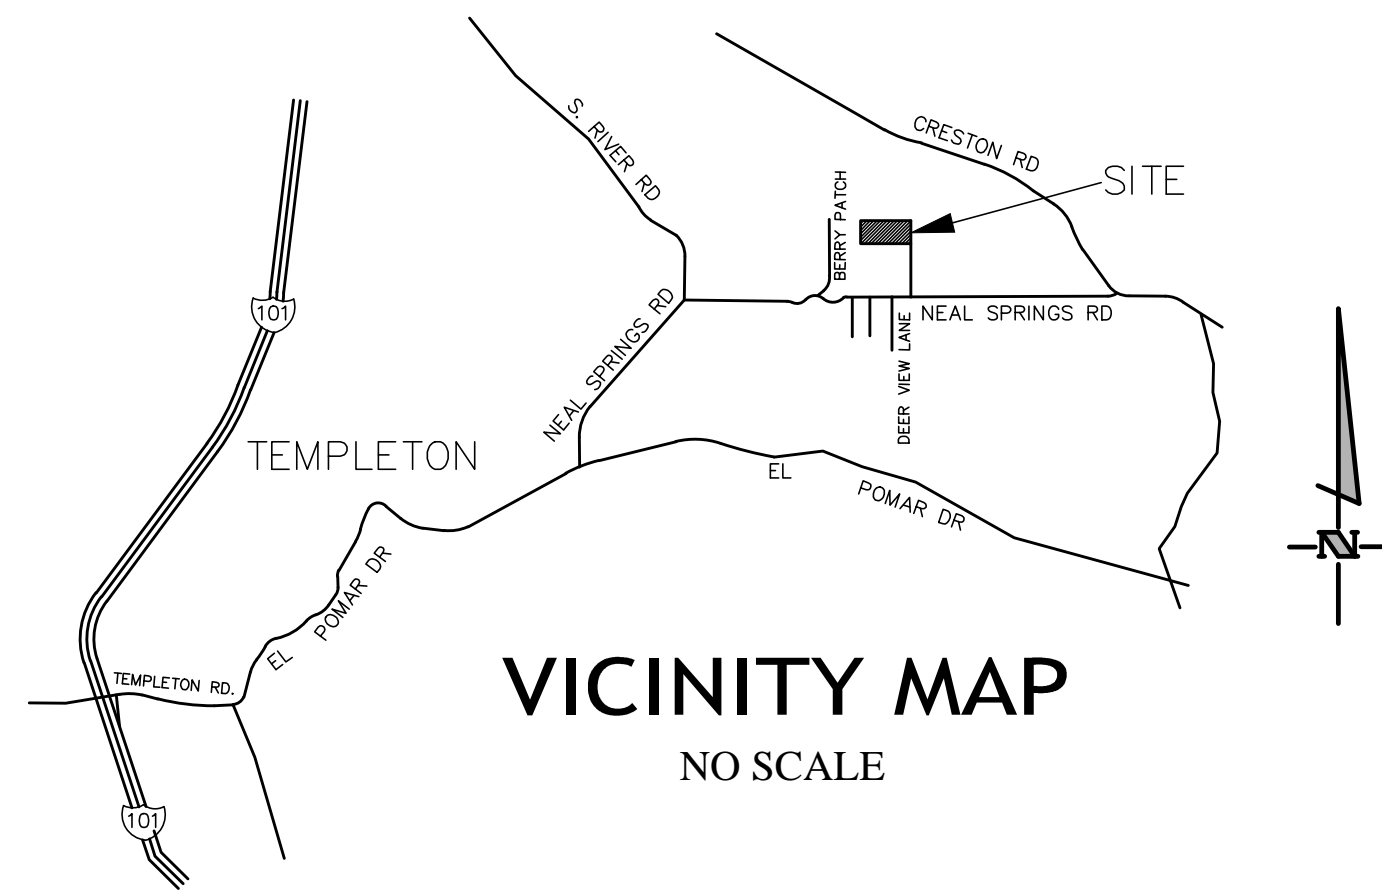 S. RIVER RD
CRESTON RD
SITE
BERRY PATCH
101
NEAL SPRINGS RD
NEAL SPRINGS RD
DEER VIEW LANE
TEMPLETON
EL
POMAR DR
N
EL
POMAR DR
TEMPLETON RD.
VICINITY MAP
NO SCALE
101